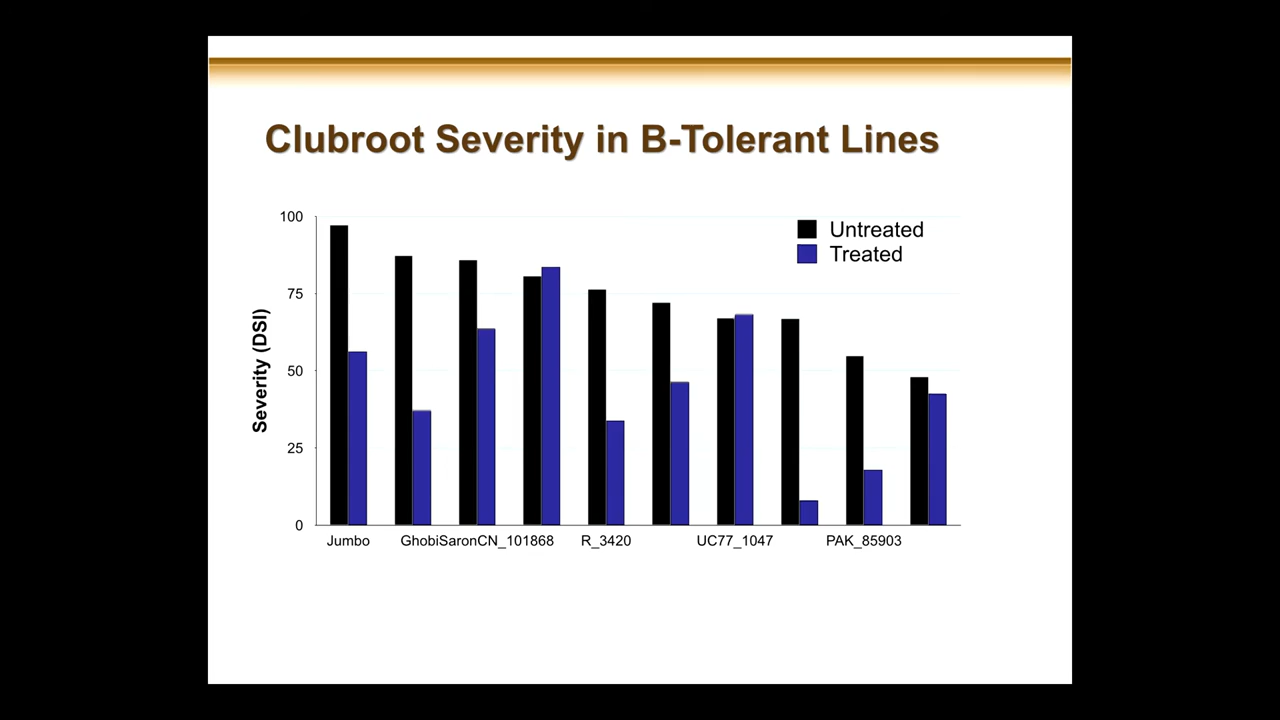 Clubroot Severity in B-Tolerant Lines
100
75
50
25
0
Severity (DSI)
Untreated
Treated
Jumbo GhobiSaronCN_101868 R_3420 UC77_1047 PAK_85903